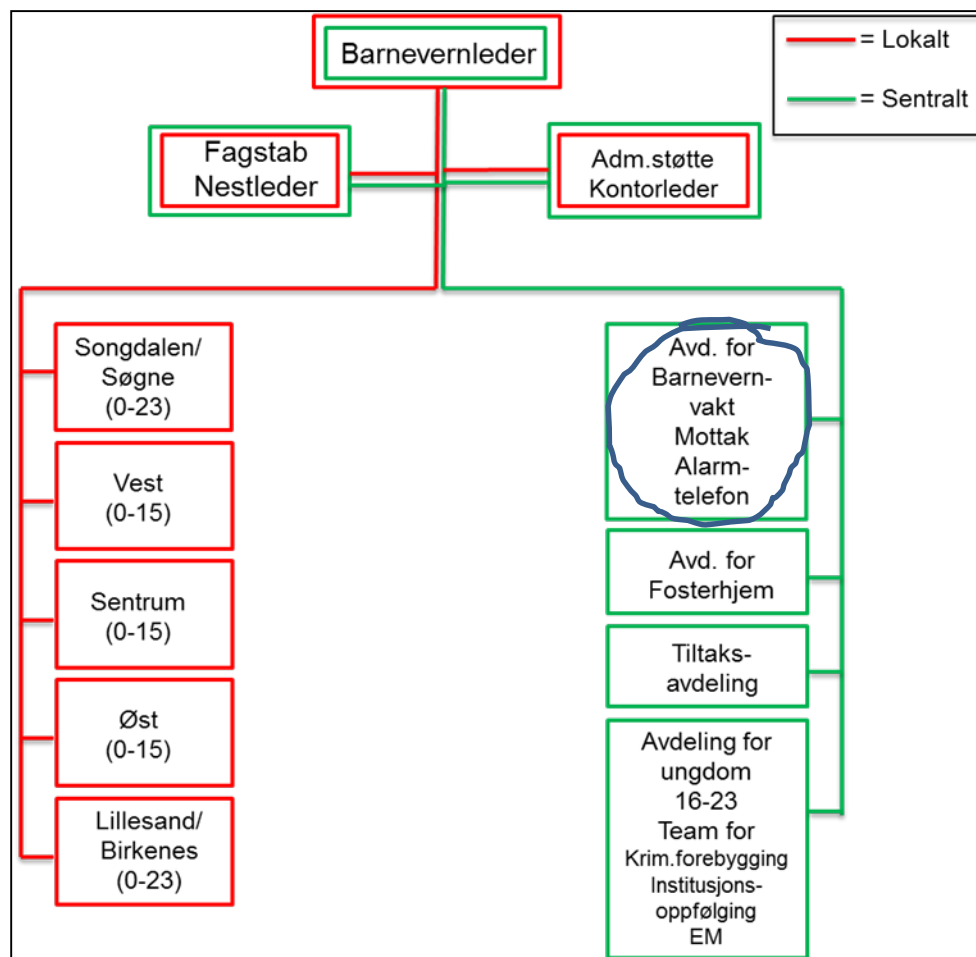 Barnevernleder
= Lokalt
= Sentralt
Fagstab
Nestleder
Adm.støtte
Kontorleder
Songdalen/
Søgne
(0-23)
Vest
(0-15)
Sentrum
(0-15)
Øst
(0-15)
Lillesand/
Birkenes
(0-23)
Avd. for
Barnevern-
vakt
Mottak
Alarm-
telefon
Avd. for
Fosterhjem
Tiltaks-
avdeling
Avdeling for
ungdom
16-23
Team for
Krim.forebygging
Institusjons-
oppfølging
EM